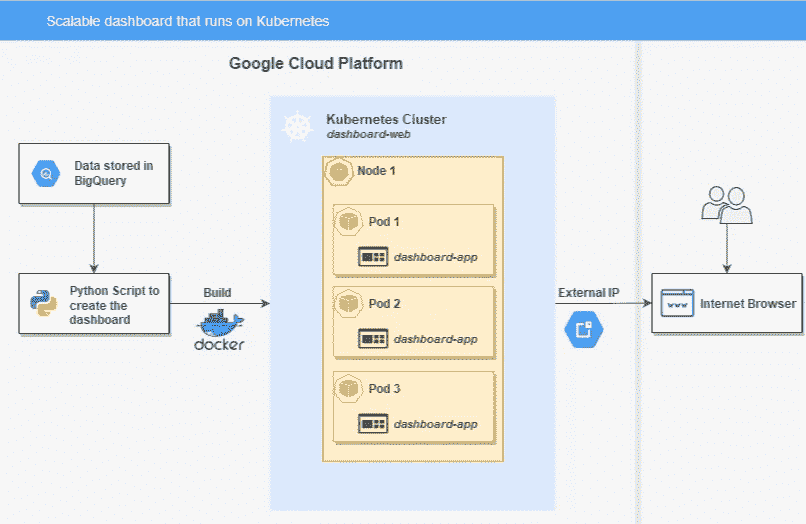 Scalable dashboard that runs on Kubernetes
Google Cloud Platform
Kubernetes Cluster
dashboard-web
Node 1
Data stored in
BigQuery
Pod 1
dashboard-app
Python Script to
create the
dashboard
Build
docker
Pod 2
dashboard-app
External IP
www
Internet Browser
Pod 3
dashboard-app